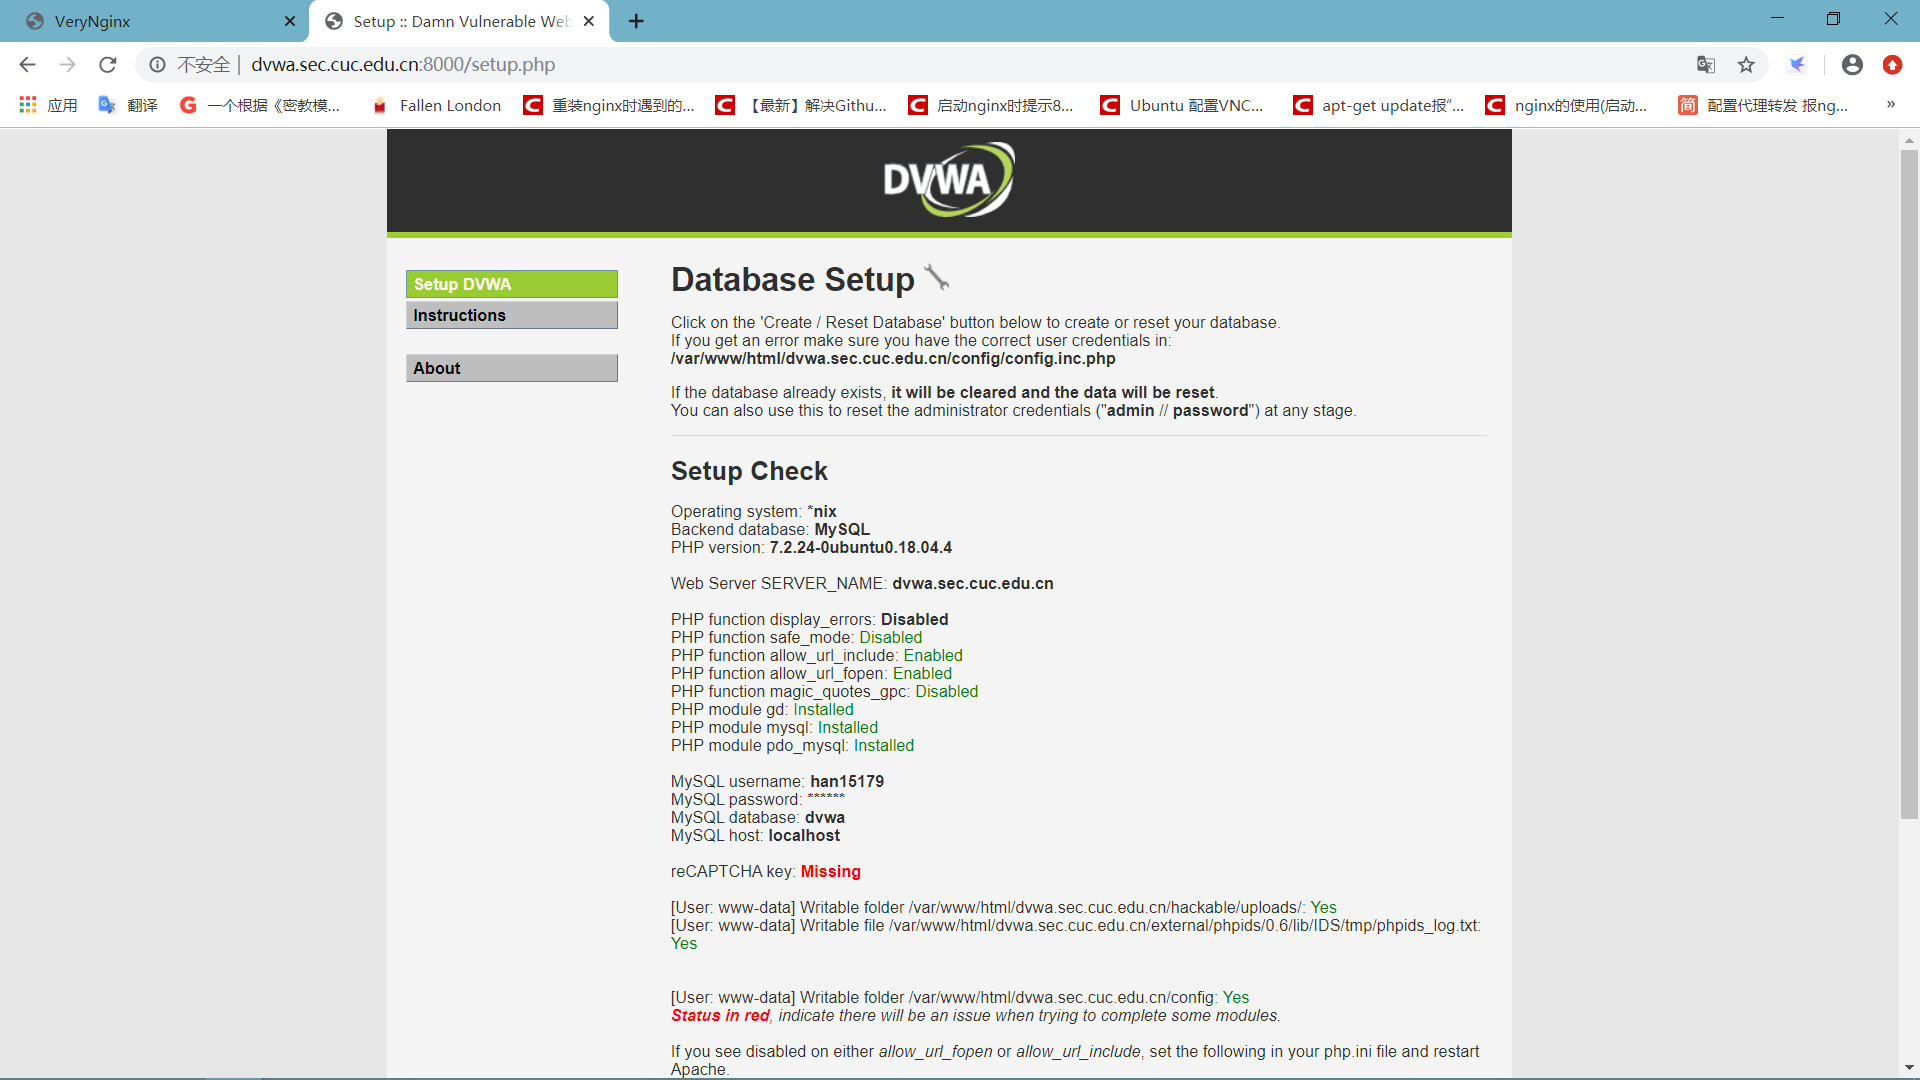 VeryNginx
Setup :: Damn Vulnerable Web
不安全 | dvwa.sec.cuc.edu.cn:8000/setup.php
应用 翻译 一个根据《密教模... Fallen London 重装nginx时遇到的... 【最新】解决Githu... 启动nginx时提示8... Ubuntu 配置VNC... apt-get update报“... nginx的使用(启动... 配置代理转发 报ng... »
DVWA
Setup DVWA
Instructions
About
Database Setup
Click on the 'Create / Reset Database' button below to create or reset your database.
If you get an error make sure you have the correct user credentials in:
/var/www/html/dvwa.sec.cuc.edu.cn/config/config.inc.php
If the database already exists, it will be cleared and the data will be reset.
You can also use this to reset the administrator credentials ("admin // password") at any stage.
Setup Check
Operating system: *nix
Backend database: MySQL
PHP version: 7.2.24-0ubuntu0.18.04.4
Web Server SERVER_NAME: dvwa.sec.cuc.edu.cn
PHP function display_errors: Disabled
PHP function safe_mode: Disabled
PHP function allow_url_include: Enabled
PHP function allow_url_fopen: Enabled
PHP function magic_quotes_gpc: Disabled
PHP module gd: Installed
PHP module mysql: Installed
PHP module pdo_mysql: Installed
MySQL username: han15179
MySQL password: ******
MySQL database: dvwa
MySQL host: localhost
reCAPTCHA key: Missing
[User: www-data] Writable folder /var/www/html/dvwa.sec.cuc.edu.cn/hackable/uploads/: Yes
[User: www-data] Writable file /var/www/html/dvwa.sec.cuc.edu.cn/external/phpids/0.6/lib/IDS/tmp/phpids_log.txt:
Yes
[User: www-data] Writable folder /var/www/html/dvwa.sec.cuc.edu.cn/config: Yes
Status in red, indicate there will be an issue when trying to complete some modules.
If you see disabled on either allow_url_fopen or allow_url_include, set the following in your php.ini file and restart
Apache.